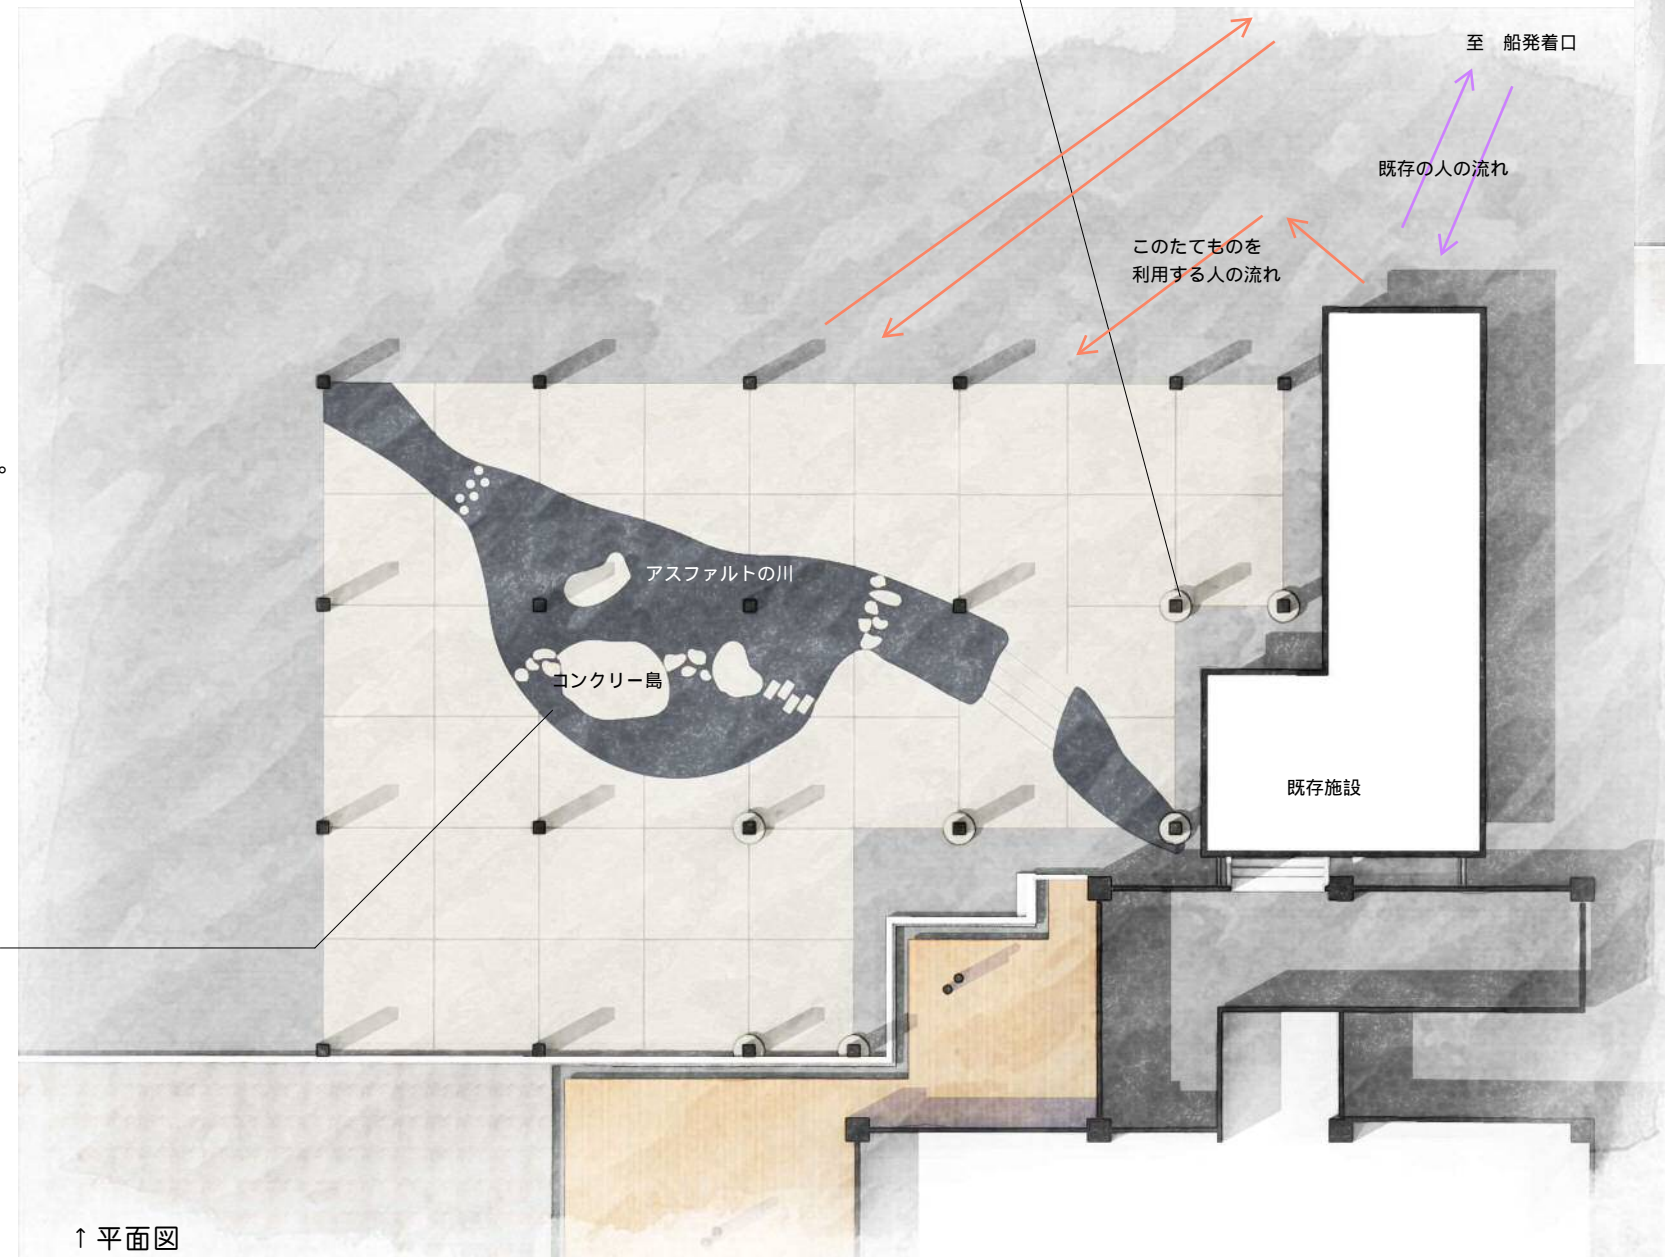 至　船発着口
既存の人の流れ
このたてものを
利用する人の流れ
。
アスファルトの川
コンクリー島
既存施設
↑平面図